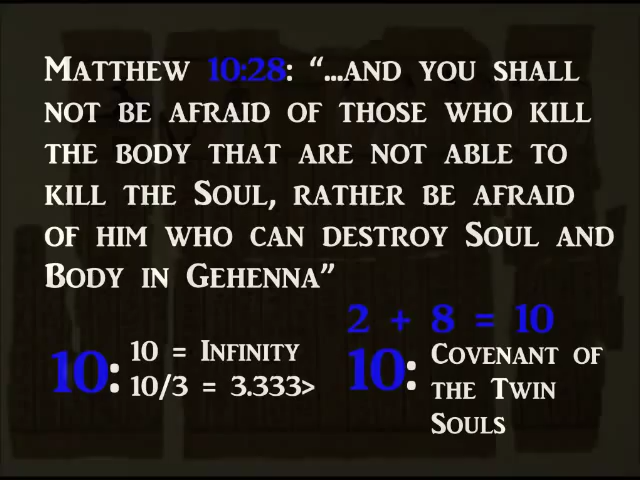 Matthew 10:28: “...and you shall
not be afraid of those who kill
the body that are not able to
kill the Soul, rather be afraid
of him who can destroy Soul and
Body in Gehenna”
2 + 8 = 10
10: 10 = Infinity
10/3 = 3.333>
10: Covenant of
the Twin
Souls